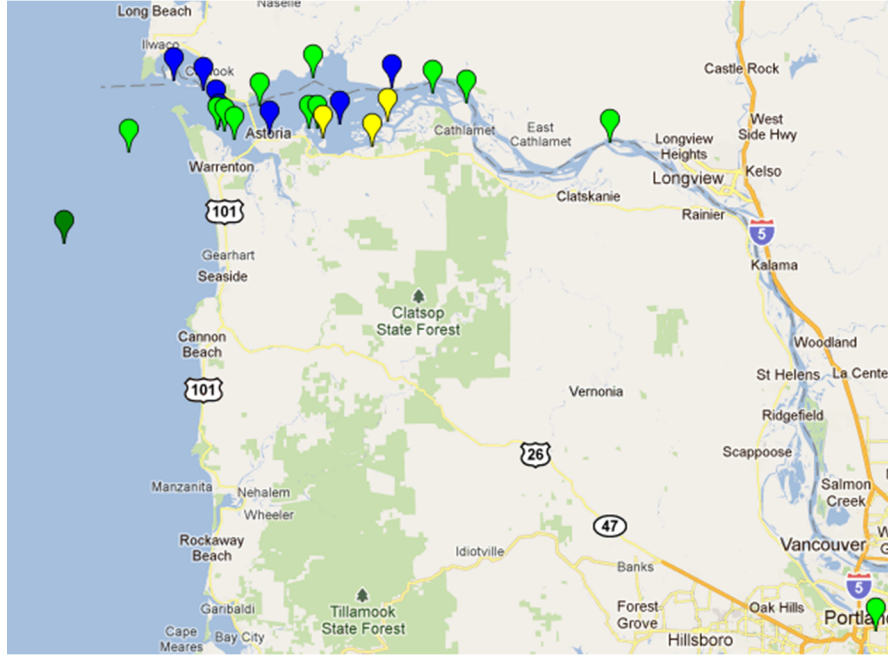 Long Beach
Naselle
Ilwaco
Castle Rock
Cathlamet
East
Cathlamet
West
Side Hwy
Longview
Heights
Kelso
Longview
Astoria
Warrenton
Clatskanie
Rainier
101
5
Gearhart
Kalama
Seaside
Clatsop
State Forest
Cannon
Beach
Woodland
St Helens
La Cente
101
Vernonia
Ridgefield
26
Scappoose
Manzanita
Nehalem
Wheeler
Salmon
Creek
47
Rockaway
Beach
Idiotville
Vancouver
Banks
5
Tillamook
State Forest
Garibaldi
Forest
Grove
Oak Hills
Portlan
Cape
Meares
Bay City
Hillsboro